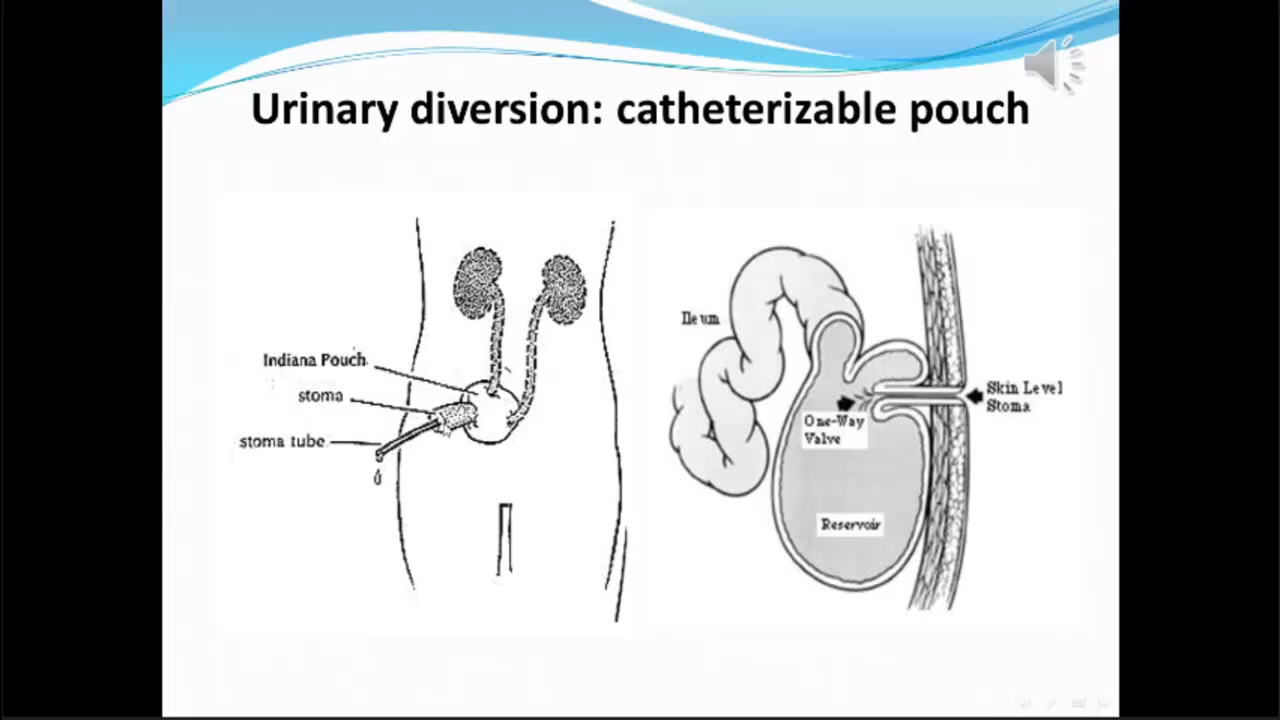 Urinary diversion: catheterizable pouch
Indiana Pouch
stoma
stoma tube
Ileum
One-Way
Valve
Skin Level
Stoma
Reservoir